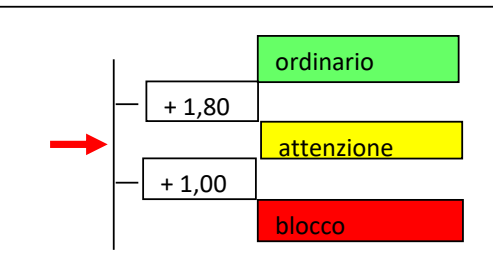 ordinario
+ 1,80
attenzione
+ 1,00
blocco